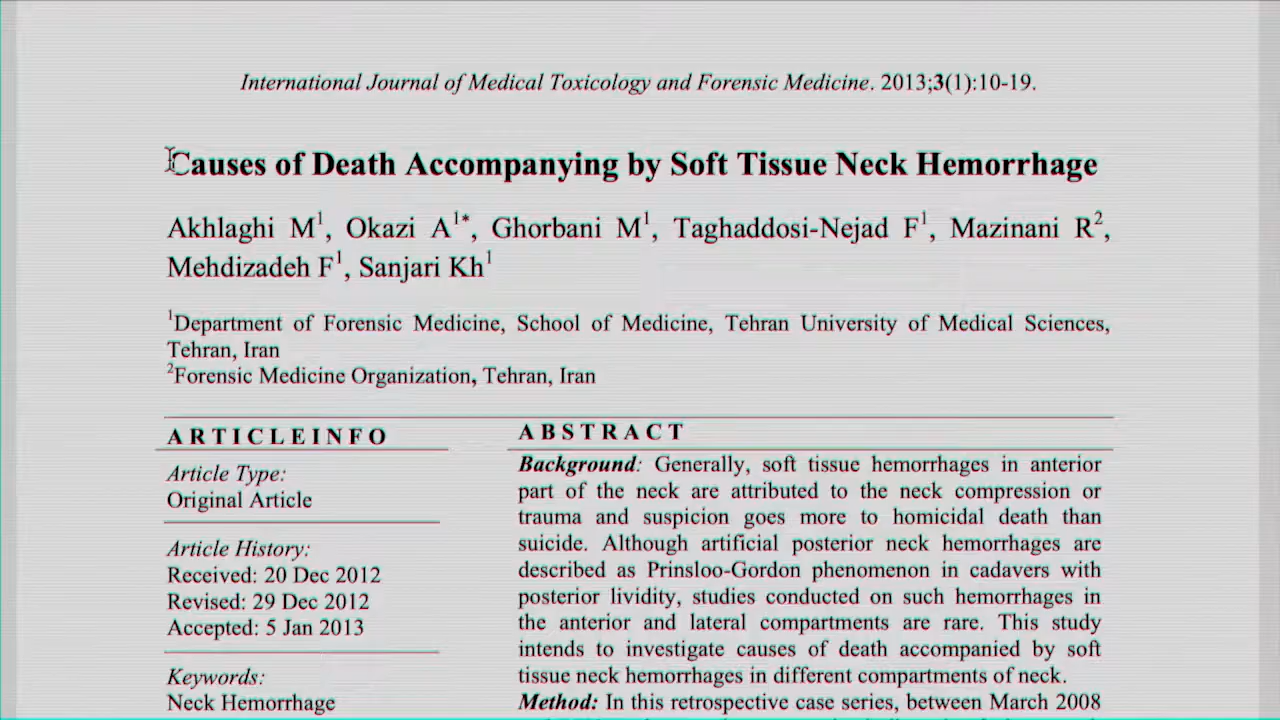 International Journal of Medical Toxicology and Forensic Medicine. 2013;3(1):10-19.
Causes of Death Accompanying by Soft Tissue Neck Hemorrhage
Akhlaghi M1, Okazi A1*, Ghorbani M1, Taghaddosi-Nejad F1, Mazinani R2,
Mehdizadeh F1, Sanjari Kh1
1Department of Forensic Medicine, School of Medicine, Tehran University of Medical Sciences,
Tehran, Iran
2Forensic Medicine Organization, Tehran, Iran
ARTICLEINFO
Article Type:
Original Article
Article History:
Received: 20 Dec 2012
Revised: 29 Dec 2012
Accepted: 5 Jan 2013
Keywords:
Neck Hemorrhage
ABSTRACT
Background: Generally, soft tissue hemorrhages in anterior
part of the neck are attributed to the neck compression or
trauma and suspicion goes more to homicidal death than
suicide. Although artificial posterior neck hemorrhages are
described as Prinsloo-Gordon phenomenon in cadavers with
posterior lividity, studies conducted on such hemorrhages in
the anterior and lateral compartments are rare. This study
intends to investigate causes of death accompanied by soft
tissue neck hemorrhages in different compartments of neck.
Method: In this retrospective case series, between March 2008